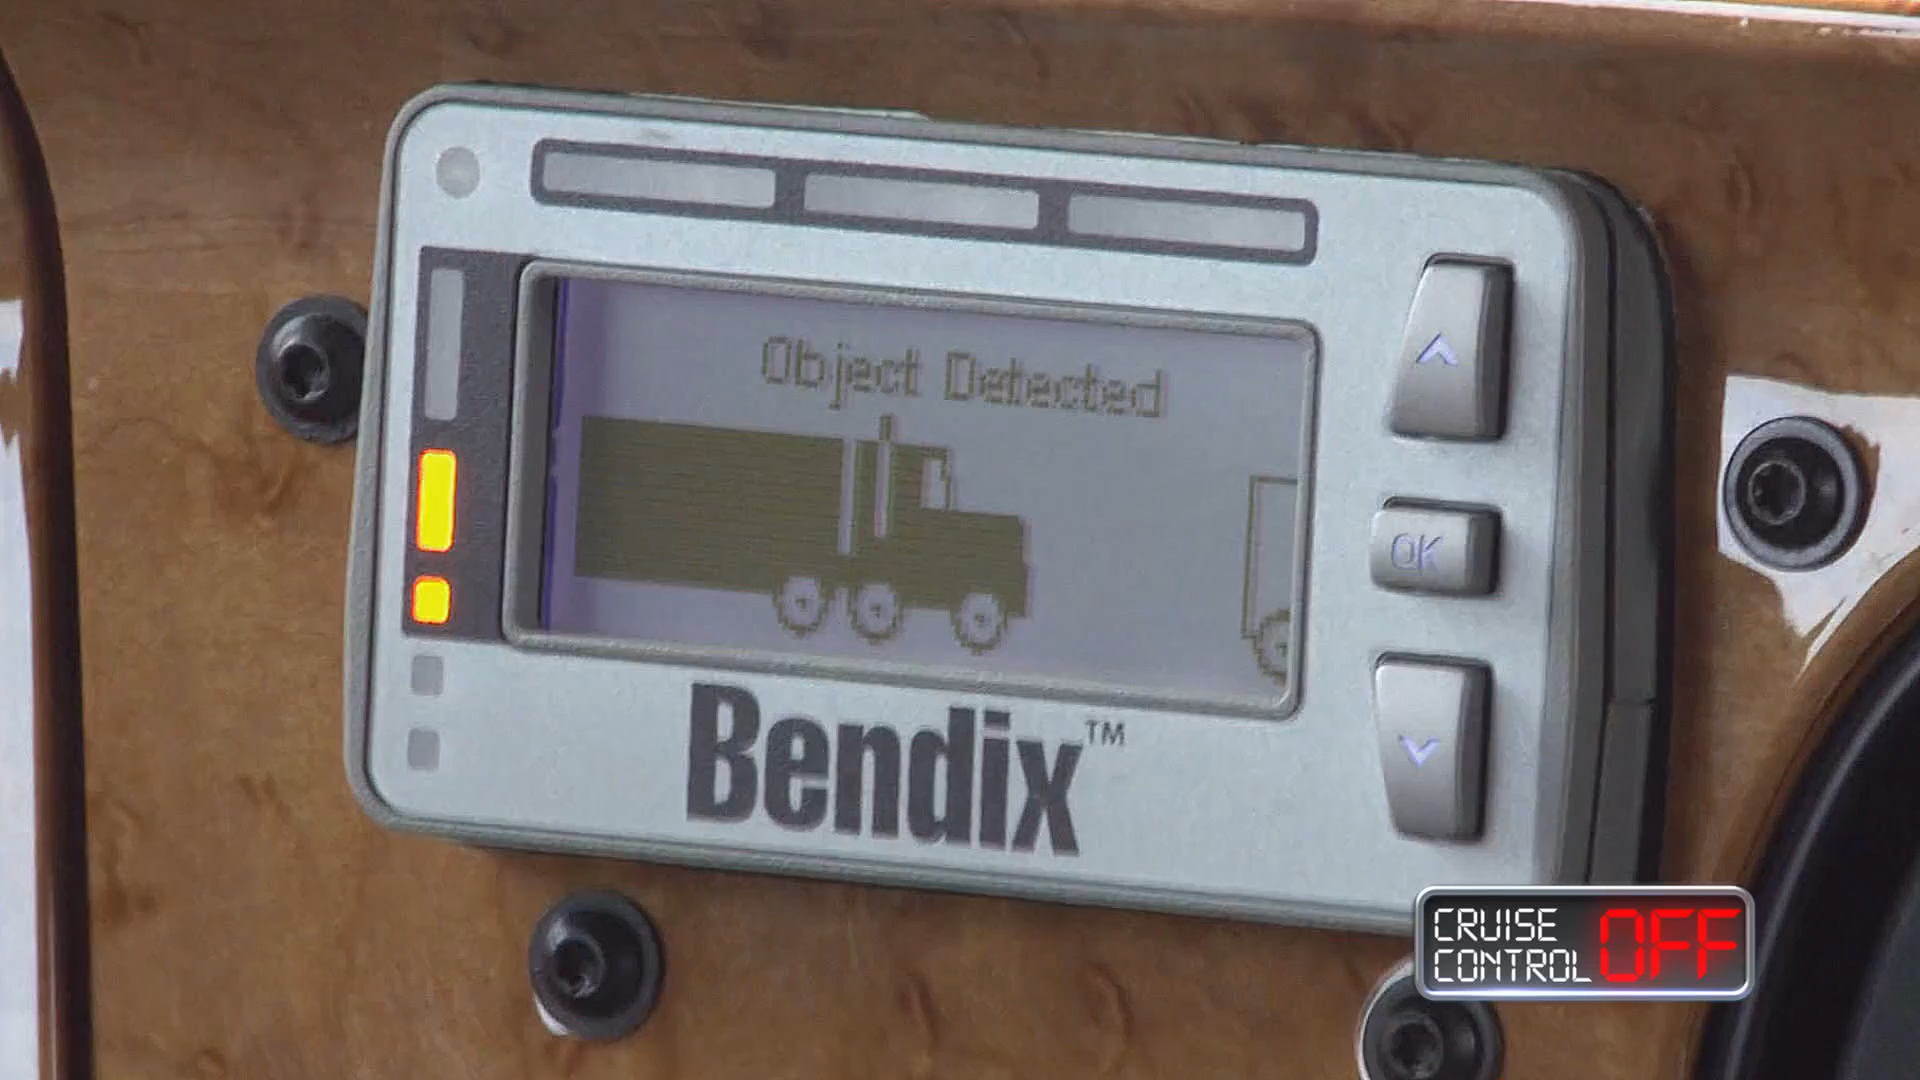 Object Detected
OK
Bendix™
CRUISE
CONTROL OFF